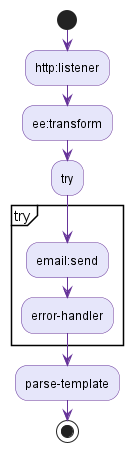 http:listener
ee:transform
try
try
email:send
error-handler
parse-template